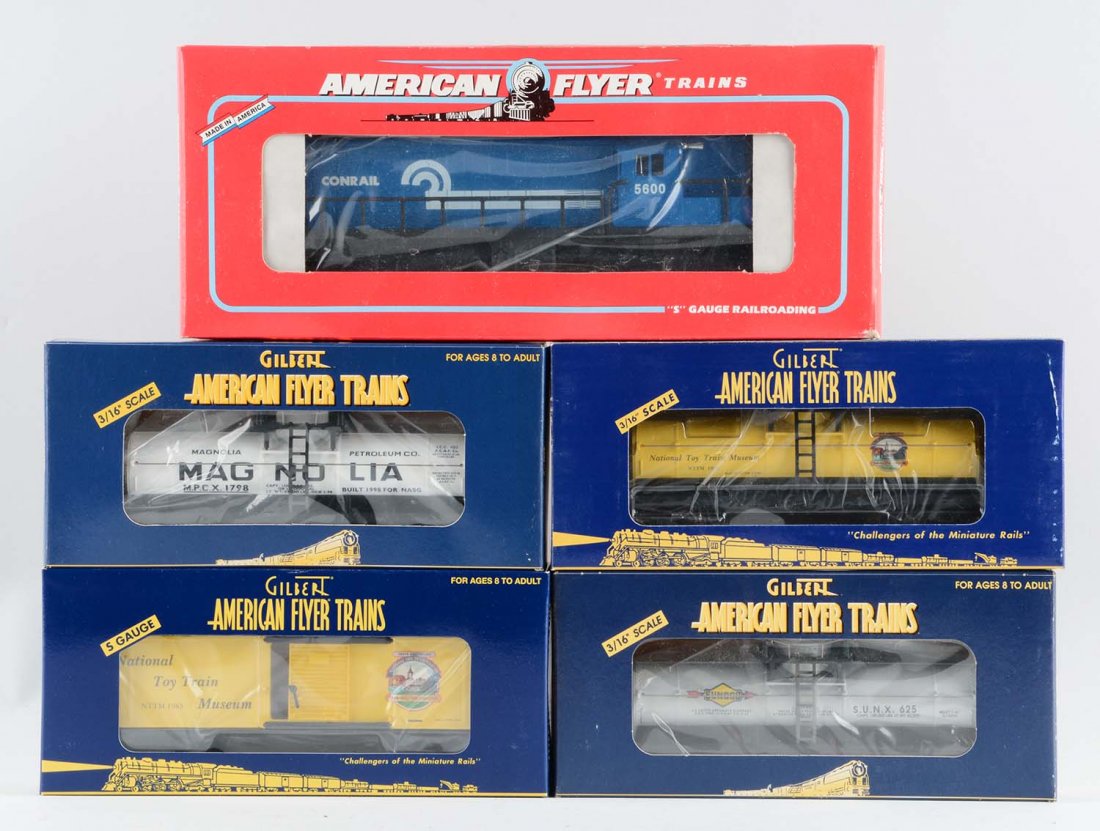 AMERICAN FLYER® TRAINS
MADE IN AMERICA
CONRAIL
5600
"S" GAUGE RAILROADING
GILBERT
FOR AGES 8 TO ADULT
AMERICAN FLYER TRAINS
3/16" SCALE
MAGNOLIA PETROLEUM CO.
MAGNOLIA
M.P.C.X. 1798
BUILT 1998 FOR NASG
GILBERT
AMERICAN FLYER TRAINS
3/16" SCALE
National Toy Train Museum
"Challengers of the Miniature Rails"
GILBERT
FOR AGES 8 TO ADULT
AMERICAN FLYER TRAINS
S GAUGE
National
Toy Train
Museum
"Challengers of the Miniature Rails"
GILBERT
FOR AGES 8 TO ADULT
AMERICAN FLYER TRAINS
3/16" SCALE
SUNOCO
S.U.N.X. 625